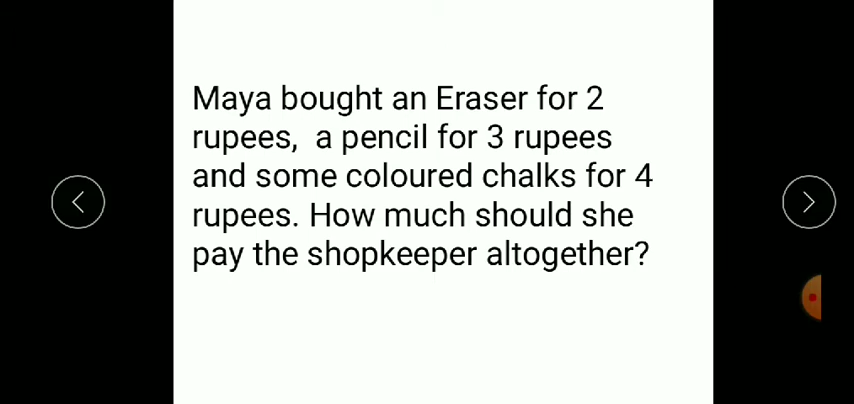 Maya bought an Eraser for 2
rupees,  a pencil for 3 rupees
and some coloured chalks for 4
rupees. How much should she
pay the shopkeeper altogether?